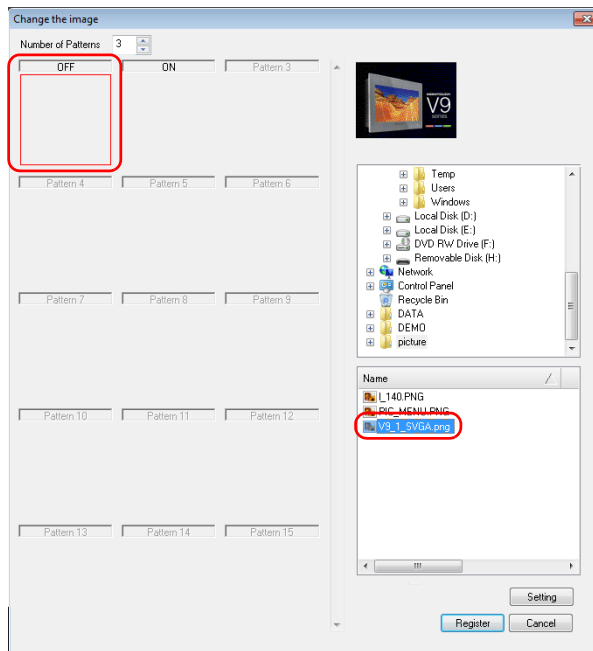 Change the image
Number of Patterns 3
OFF ON Pattern 3
Pattern 4 Pattern 5 Pattern 6
Pattern 7 Pattern 8 Pattern 9
Pattern 10 Pattern 11 Pattern 12
Pattern 13 Pattern 14 Pattern 15
V9
series
Temp
Users
Windows
Local Disk (D:)
Local Disk (E:)
DVD RW Drive (F:)
Removable Disk (H:)
Network
Control Panel
Recycle Bin
DATA
DEMO
picture
Name
I_140.PNG
PIC_MENU.PNG
V9_1_SVGA.png
Setting
Register Cancel